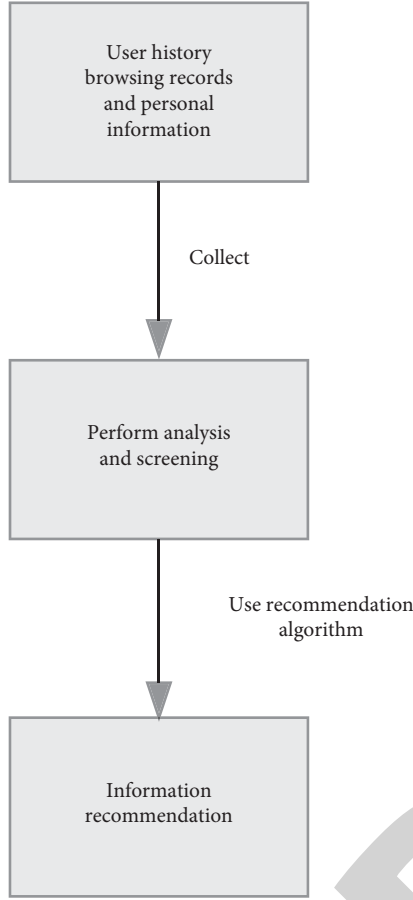 User history
browsing records
and personal
information
Collect
Perform analysis
and screening
Use recommendation
algorithm
Information
recommendation